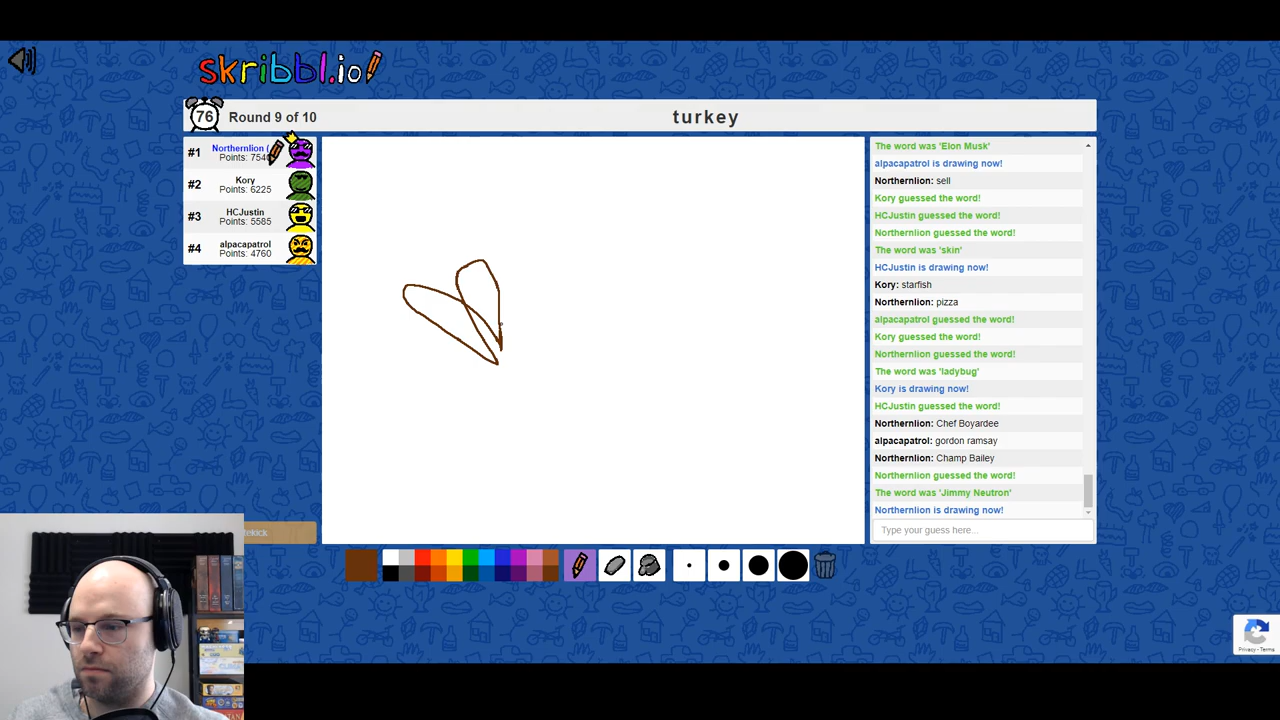 skribbl.io
76
Round 9 of 10
turkey
#1
Northernlion (
Points: 7540
#2
Kory
Points: 6225
#3
HCJustin
Points: 5585
#4
alpacapatrol
Points: 4760
The word was 'Elon Musk'
alpacapatrol is drawing now!
Northernlion: sell
Kory guessed the word!
HCJustin guessed the word!
Northernlion guessed the word!
The word was 'skin'
HCJustin is drawing now!
Kory: starfish
Northernlion: pizza
alpacapatrol guessed the word!
Kory guessed the word!
Northernlion guessed the word!
The word was 'ladybug'
Kory is drawing now!
HCJustin guessed the word!
Northernlion: Chef Boyardee
alpacapatrol: gordon ramsay
Northernlion: Champ Bailey
Northernlion guessed the word!
The word was 'Jimmy Neutron'
Northernlion is drawing now!
Type your guess here...
Privacy - Terms